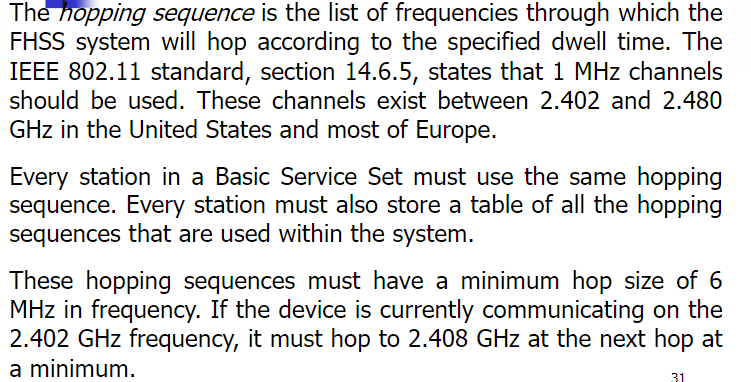 The hopping sequence is the list of frequencies through which the
FHSS system will hop according to the specified dwell time. The
IEEE 802.11 standard, section 14.6.5, states that 1 MHz channels
should be used. These channels exist between 2.402 and 2.480
GHz in the United States and most of Europe.
Every station in a Basic Service Set must use the same hopping
sequence. Every station must also store a table of all the hopping
sequences that are used within the system.
These hopping sequences must have a minimum hop size of 6
MHz in frequency. If the device is currently communicating on the
2.402 GHz frequency, it must hop to 2.408 GHz at the next hop at
a minimum.
31